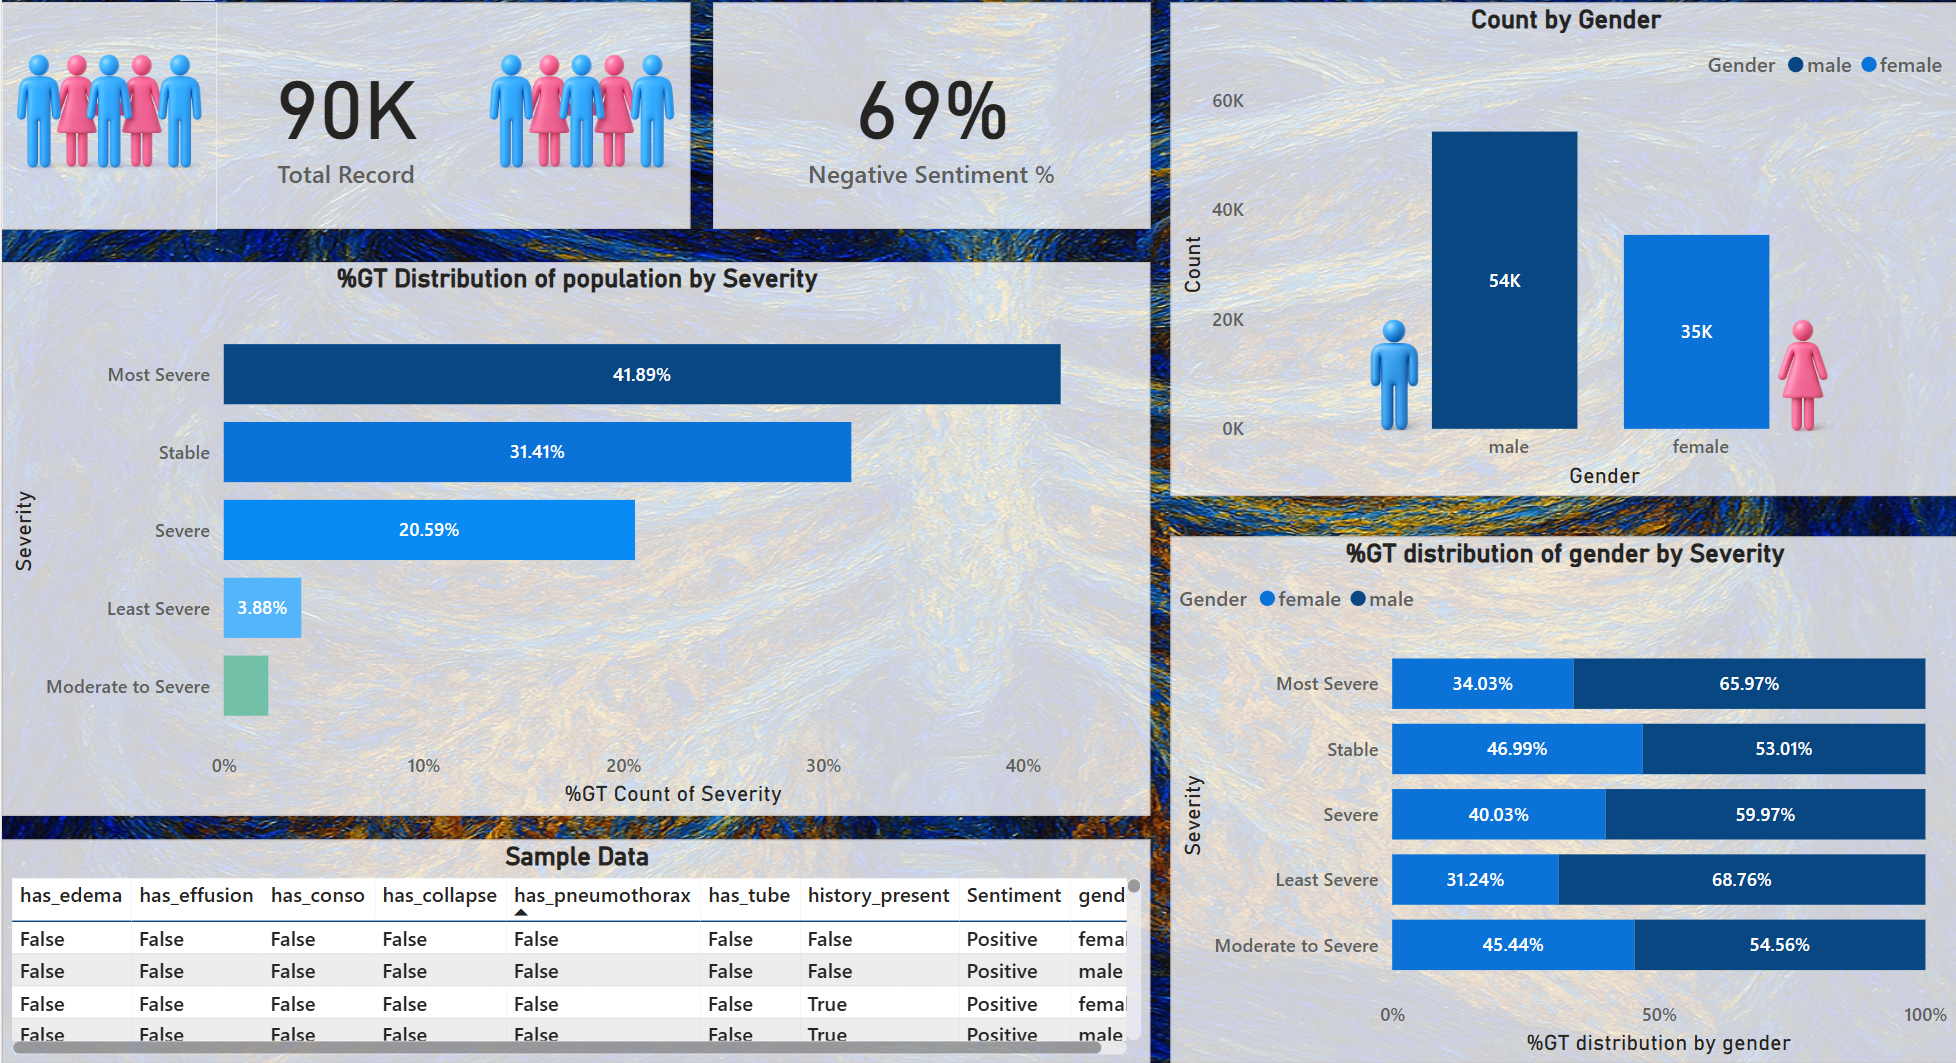 90K
Total Record
69%
Negative Sentiment %
%GT Distribution of population by Severity
Severity
Most Severe 41.89%
Stable 31.41%
Severe 20.59%
Least Severe 3.88%
Moderate to Severe
0% 10% 20% 30% 40%
%GT Count of Severity
Sample Data
has_edema has_effusion has_conso has_collapse has_pneumothorax has_tube history_present Sentiment gend
False False False False False False False Positive femal
False False False False False False False Positive male
False False False False False False True Positive femal
False False False False False False True Positive male
Count by Gender
Gender male female
Count
60K
40K
20K
0K
54K
35K
male female
Gender
%GT distribution of gender by Severity
Gender female male
Severity
Most Severe 34.03% 65.97%
Stable 46.99% 53.01%
Severe 40.03% 59.97%
Least Severe 31.24% 68.76%
Moderate to Severe 45.44% 54.56%
0% 50% 100%
%GT distribution by gender